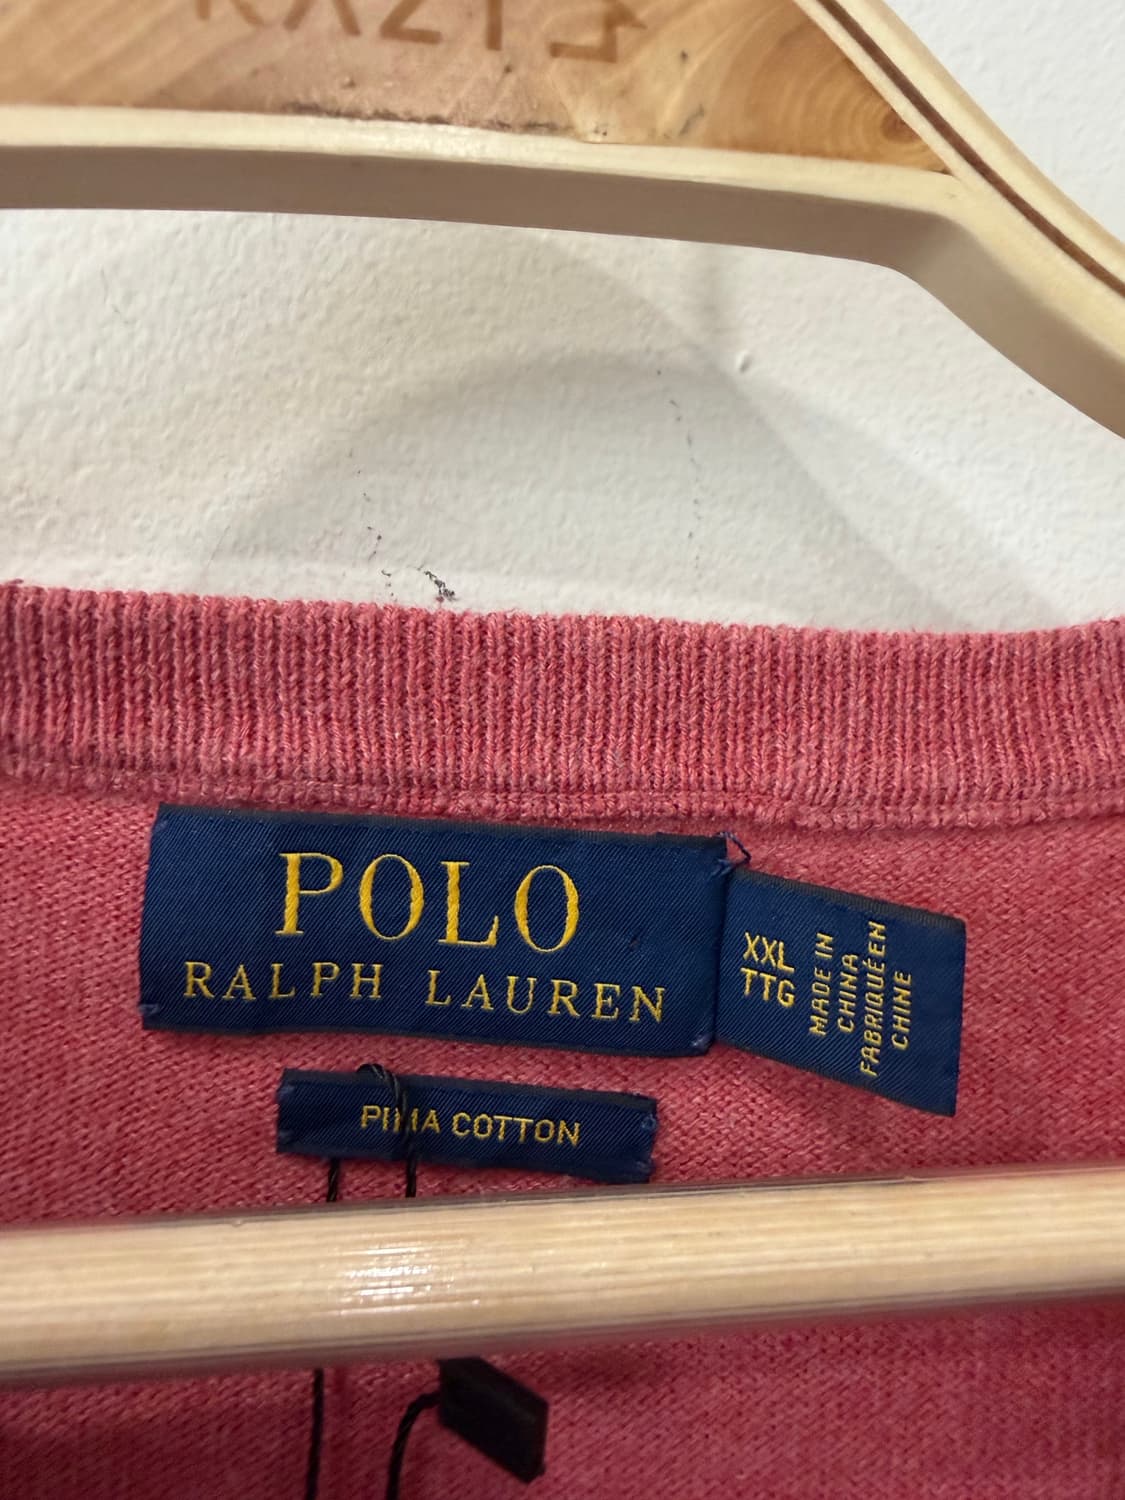 POLO
RALPH LAUREN
XXL
TTG
MADE IN
CHINA
FABRIQUÉ EN
CHINE
PIMA COTTON